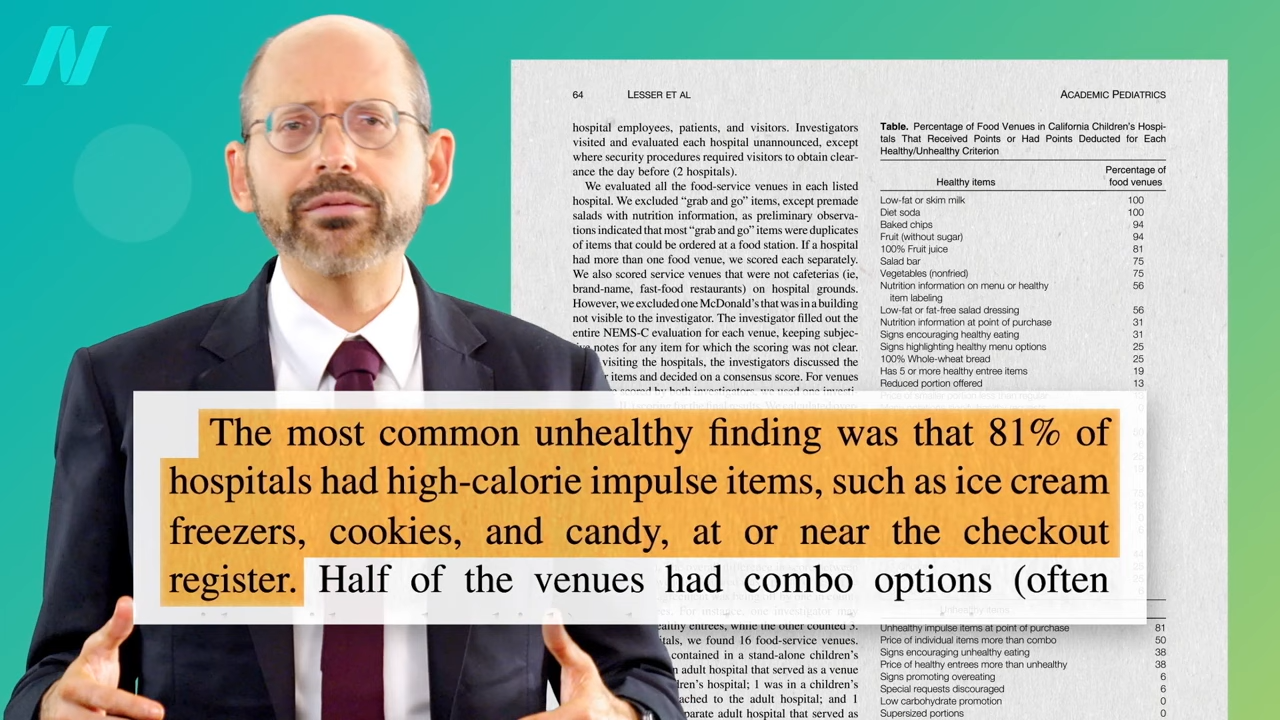 N
64 LESSER ET AL ACADEMIC PEDIATRICS
hospital employees, patients, and visitors. Investigators
visited and evaluated each hospital unannounced, except
where security procedures required visitors to obtain clear-
ance the day before (2 hospitals).
We evaluated all the food-service venues in each listed
hospital. We excluded “grab and go” items, except premade
salads with nutrition information, as preliminary observa-
tions indicated that most “grab and go” items were duplicates
of items that could be ordered at a food station. If a hospital
had more than one food venue, we scored each separately.
We also scored service venues that were not cafeterias (ie,
brand-name, fast-food restaurants) on hospital grounds.
However, we excluded one McDonald’s that was in a building
not visible to the investigator. The investigator filled out the
entire NEMS-C evaluation for each venue, keeping subjec-
notes for any item for which the scoring was not clear.
visiting the hospitals, the investigators discussed the
items and decided on a consensus score. For venues
Table. Percentage of Food Venues in California Children’s Hospi-
tals That Received Points or Had Points Deducted for Each
Healthy/Unhealthy Criterion
Healthy items Percentage of
food venues
Low-fat or skim milk 100
Diet soda 100
Baked chips 94
Fruit (without sugar) 94
100% Fruit juice 81
Salad bar 75
Vegetables (nonfried) 75
Nutrition information on menu or healthy 56
item labeling
Low-fat or fat-free salad dressing 56
Nutrition information at point of purchase 31
Signs encouraging healthy eating 31
Signs highlighting healthy menu options 25
100% Whole-wheat bread 25
Has 5 or more healthy entree items 19
Reduced portion offered 13
The most common unhealthy finding was that 81% of
hospitals had high-calorie impulse items, such as ice cream
freezers, cookies, and candy, at or near the checkout
register. Half of the venues had combo options (often
entrees, while the other counted 3.
we found 16 food-service venues.
contained in a stand-alone children’s
adult hospital that served as a venue
hospital; 1 was in a children’s
to the adult hospital; and 1
adult hospital that served as
Unhealthy items
Unhealthy impulse items at point of purchase 81
Price of individual items more than combo 50
Signs encouraging unhealthy eating 38
Price of healthy entrees more than unhealthy 38
Signs promoting overeating 6
Special requests discouraged 6
Low carbohydrate promotion 0
Supersized portions 0